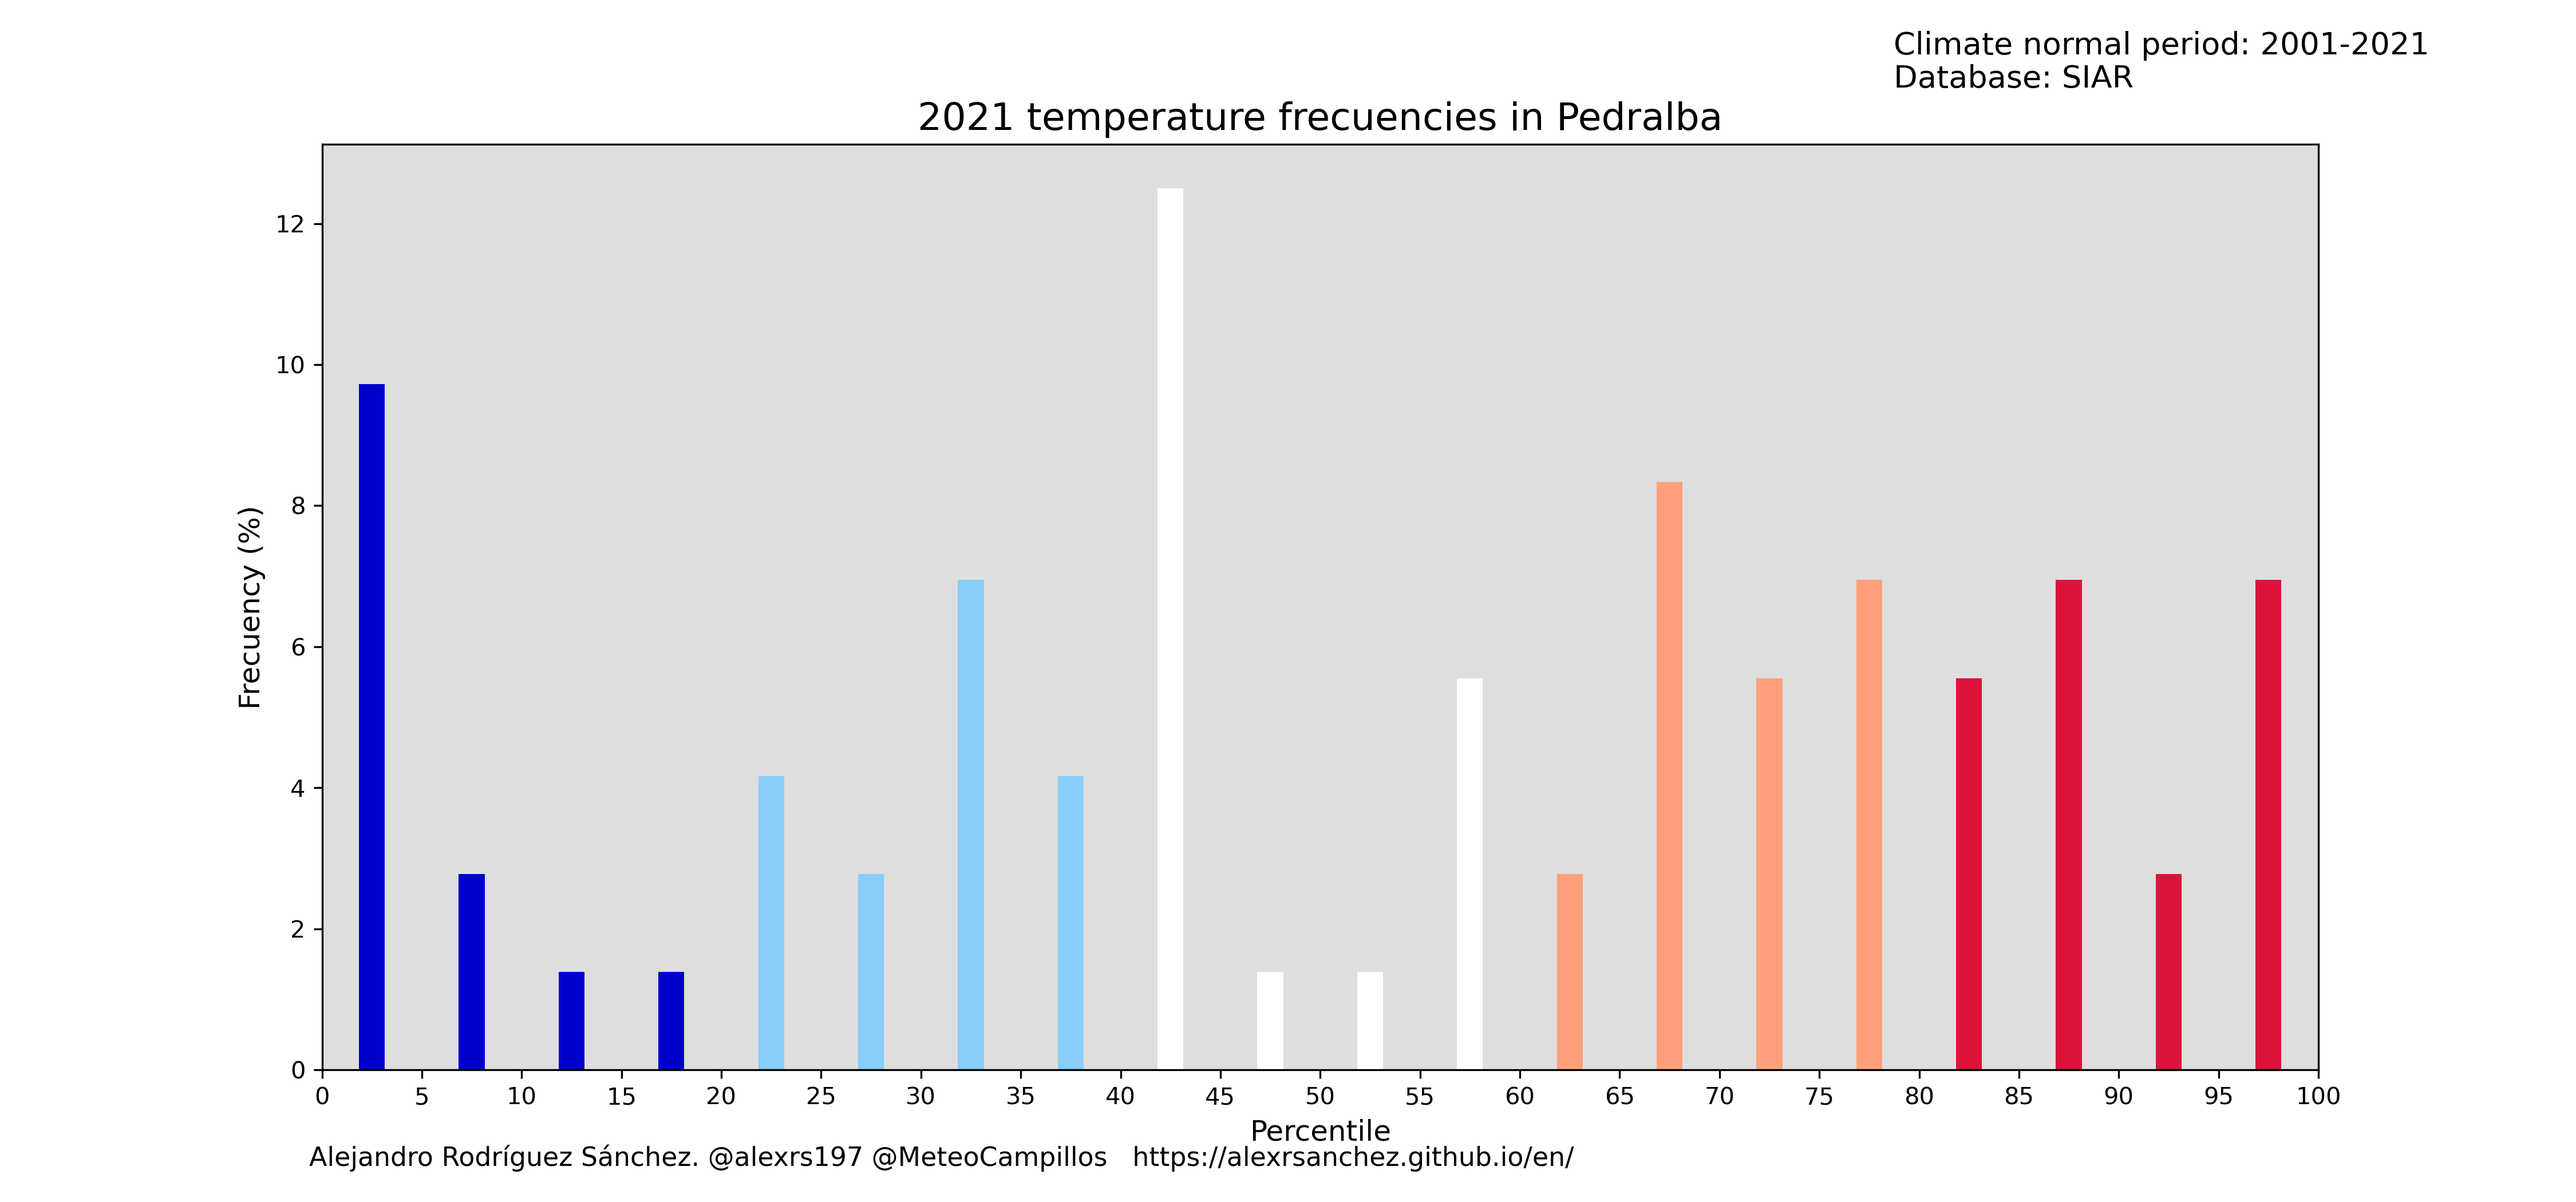 Climate normal period: 2001-2021
Database: SIAR
2021 temperature frecuencies in Pedralba
Frecuency (%)
12
10
8
6
4
2
0
0 5 10 15 20 25 30 35 40 45 50 55 60 65 70 75 80 85 90 95 100
Percentile
Alejandro Rodríguez Sánchez. @alexrs197 @MeteoCampillos https://alexrsanchez.github.io/en/